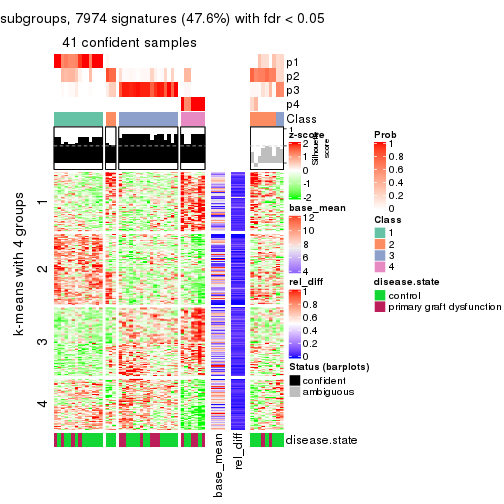 subgroups, 7974 signatures (47.6%) with fdr < 0.05
41 confident samples
p1
p2
p3
p4
Class
1
Silhouette
score
z-score
2
1
0
-1
-2
base_mean
12
10
8
6
4
rel_diff
1
0.8
0.6
0.4
0.2
0
Status (barplots)
confident
ambiguous
Prob
1
0.8
0.6
0.4
0.2
0
Class
1
2
3
4
disease.state
control
primary graft dysfunction
k-means with 4 groups
1
2
3
4
disease.state
base_mean
rel_diff